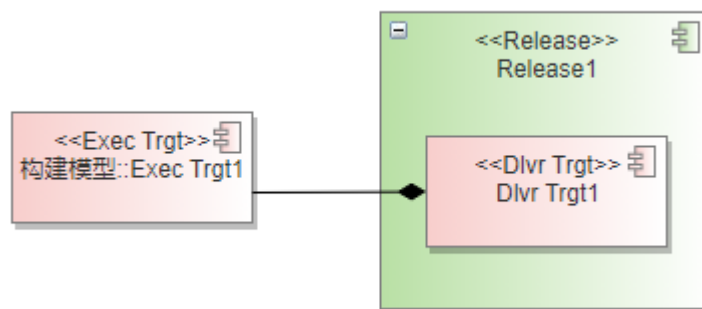 <<Release>>
Release1
<<Exec Trgt>>
构建模型::Exec Trgt1
<<Dlvr Trgt>>
Dlvr Trgt1